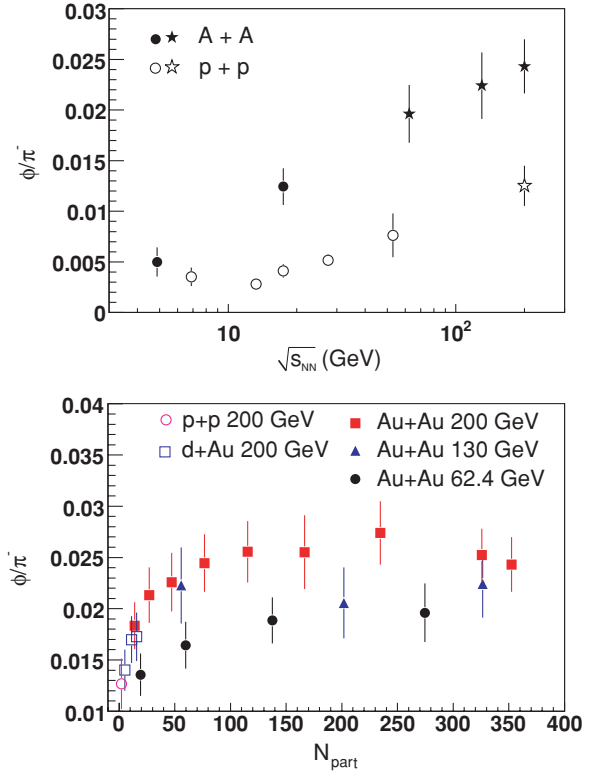 0.03
A + A
p + p
0.025
0.02
0.015
0.01
0.005
0
ϕ/π⁻
10
10²
√s_NN (GeV)
0.04
p+p 200 GeV
d+Au 200 GeV
Au+Au 200 GeV
Au+Au 130 GeV
Au+Au 62.4 GeV
0.035
0.03
0.025
0.02
0.015
0.01
ϕ/π⁻
0 50 100 150 200 250 300 350 400
N_part